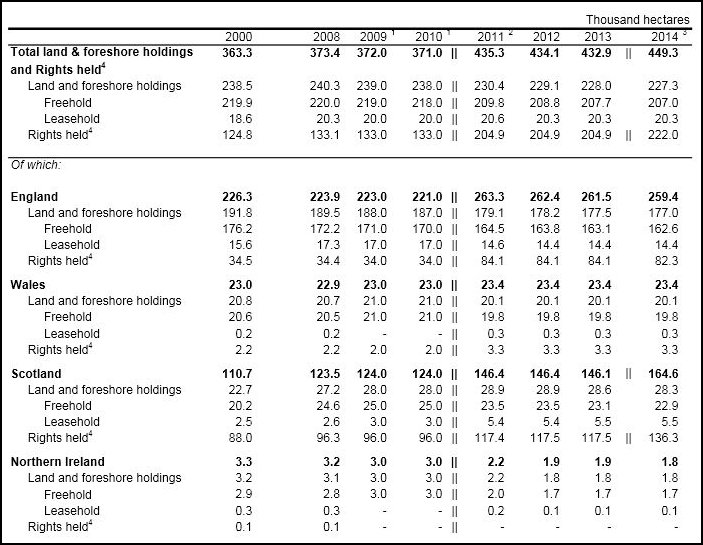 Thousand hectares
2000 2008 2009 1 2010 1 2011 2 2012 2013 2014 3
Total land & foreshore holdings 363.3 373.4 372.0 371.0 || 435.3 434.1 432.9 || 449.3
and Rights held4
Land and foreshore holdings 238.5 240.3 239.0 238.0 || 230.4 229.1 228.0 227.3
Freehold 219.9 220.0 219.0 218.0 || 209.8 208.8 207.7 207.0
Leasehold 18.6 20.3 20.0 20.0 || 20.6 20.3 20.3 20.3
Rights held4 124.8 133.1 133.0 133.0 || 204.9 204.9 204.9 || 222.0
Of which:
England 226.3 223.9 223.0 221.0 || 263.3 262.4 261.5 259.4
Land and foreshore holdings 191.8 189.5 188.0 187.0 || 179.1 178.2 177.5 177.0
Freehold 176.2 172.2 171.0 170.0 || 164.5 163.8 163.1 162.6
Leasehold 15.6 17.3 17.0 17.0 || 14.6 14.4 14.4 14.4
Rights held4 34.5 34.4 34.0 34.0 || 84.1 84.1 84.1 82.3
Wales 23.0 22.9 23.0 23.0 || 23.4 23.4 23.4 23.4
Land and foreshore holdings 20.8 20.7 21.0 21.0 || 20.1 20.1 20.1 20.1
Freehold 20.6 20.5 21.0 21.0 || 19.8 19.8 19.8 19.8
Leasehold 0.2 0.2 - - || 0.3 0.3 0.3 0.3
Rights held4 2.2 2.2 2.0 2.0 || 3.3 3.3 3.3 3.3
Scotland 110.7 123.5 124.0 124.0 || 146.4 146.4 146.1 || 164.6
Land and foreshore holdings 22.7 27.2 28.0 28.0 || 28.9 28.9 28.6 28.3
Freehold 20.2 24.6 25.0 25.0 || 23.5 23.5 23.1 22.9
Leasehold 2.5 2.6 3.0 3.0 || 5.4 5.4 5.5 5.5
Rights held4 88.0 96.3 96.0 96.0 || 117.4 117.5 117.5 || 136.3
Northern Ireland 3.3 3.2 3.0 3.0 || 2.2 1.9 1.9 1.8
Land and foreshore holdings 3.2 3.1 3.0 3.0 || 2.2 1.8 1.8 1.8
Freehold 2.9 2.8 3.0 3.0 || 2.0 1.7 1.7 1.7
Leasehold 0.3 0.3 - - || 0.2 0.1 0.1 0.1
Rights held4 0.1 0.1 - - || - - - -